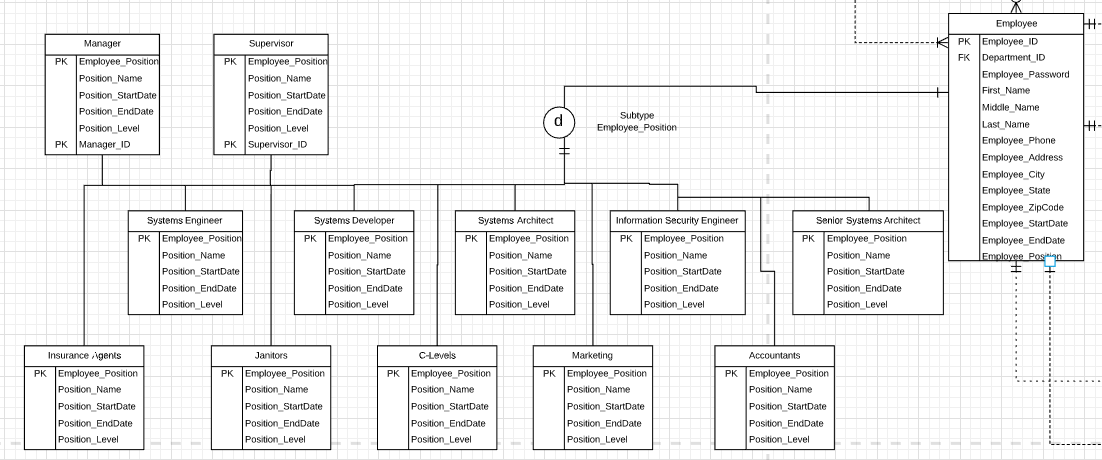 Employee
PK Employee_ID
FK Department_ID
Employee_Password
First_Name
Middle_Name
Last_Name
Employee_Phone
Employee_Address
Employee_City
Employee_State
Employee_ZipCode
Employee_StartDate
Employee_EndDate
Employee_Position
Manager
PK Employee_Position
Position_Name
Position_StartDate
Position_EndDate
Position_Level
PK Manager_ID
Supervisor
PK Employee_Position
Position_Name
Position_StartDate
Position_EndDate
Position_Level
PK Supervisor_ID
d
Subtype
Employee_Position
Systems Engineer
PK Employee_Position
Position_Name
Position_StartDate
Position_EndDate
Position_Level
Systems Developer
PK Employee_Position
Position_Name
Position_StartDate
Position_EndDate
Position_Level
Systems Architect
PK Employee_Position
Position_Name
Position_StartDate
Position_EndDate
Position_Level
Information Security Engineer
PK Employee_Position
Position_Name
Position_StartDate
Position_EndDate
Position_Level
Senior Systems Architect
PK Employee_Position
Position_Name
Position_StartDate
Position_EndDate
Position_Level
Insurance Agents
PK Employee_Position
Position_Name
Position_StartDate
Position_EndDate
Position_Level
Janitors
PK Employee_Position
Position_Name
Position_StartDate
Position_EndDate
Position_Level
C-Levels
PK Employee_Position
Position_Name
Position_StartDate
Position_EndDate
Position_Level
Marketing
PK Employee_Position
Position_Name
Position_StartDate
Position_EndDate
Position_Level
Accountants
PK Employee_Position
Position_Name
Position_StartDate
Position_EndDate
Position_Level